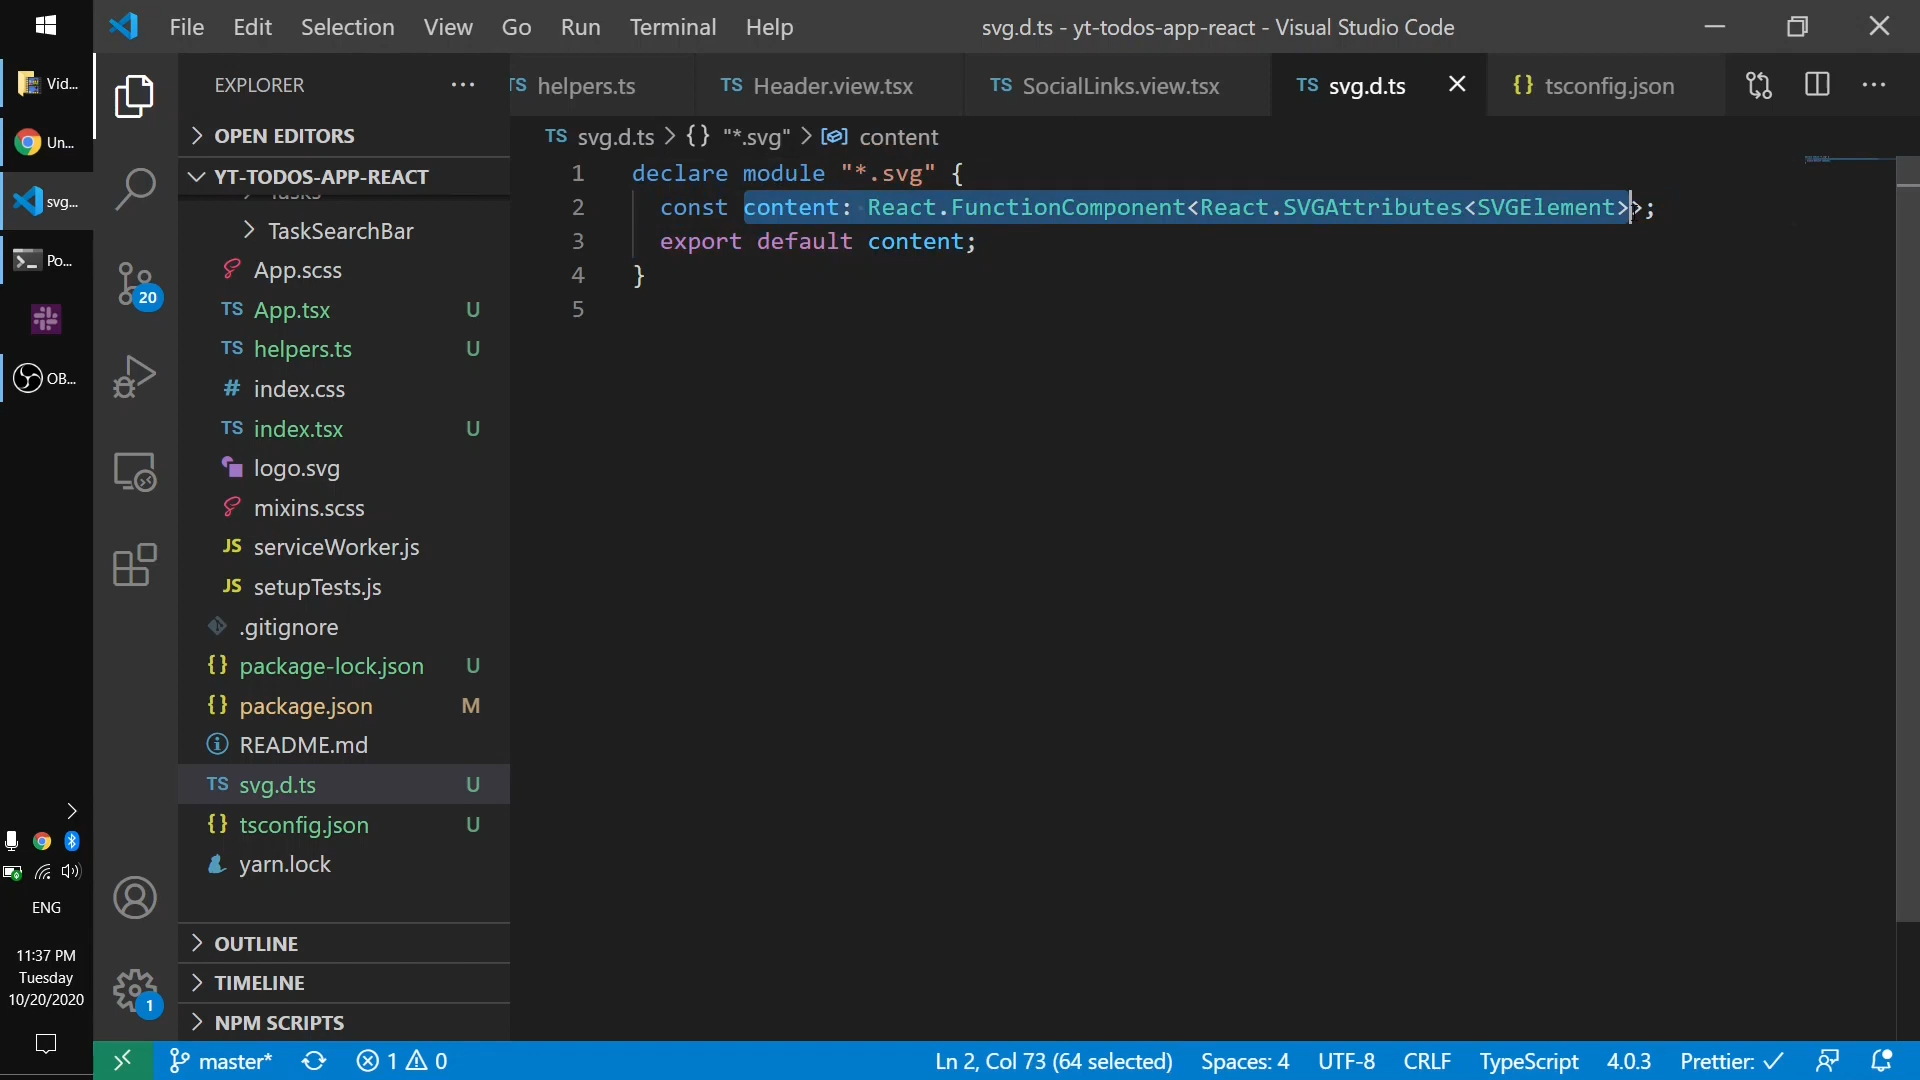 File Edit Selection View Go Run Terminal Help
svg.d.ts - yt-todos-app-react - Visual Studio Code
Vid...
Un...
svg...
Po...
OB...
ENG
11:37 PM
Tuesday
10/20/2020
20
1
EXPLORER
OPEN EDITORS
YT-TODOS-APP-REACT
TaskSearchBar
App.scss
TS App.tsx U
TS helpers.ts U
# index.css
TS index.tsx U
logo.svg
mixins.scss
JS serviceWorker.js
JS setupTests.js
.gitignore
{} package-lock.json U
{} package.json M
README.md
TS svg.d.ts U
{} tsconfig.json U
yarn.lock
OUTLINE
TIMELINE
NPM SCRIPTS
TS helpers.ts
TS Header.view.tsx
TS SocialLinks.view.tsx
TS svg.d.ts
{} tsconfig.json
TS svg.d.ts > {} "*.svg" > content
1 declare module "*.svg" {
2 const content: React.FunctionComponent<React.SVGAttributes<SVGElement>>;
3 export default content;
4 }
5
master* 1 0
Ln 2, Col 73 (64 selected) Spaces: 4 UTF-8 CRLF TypeScript 4.0.3 Prettier: ✓